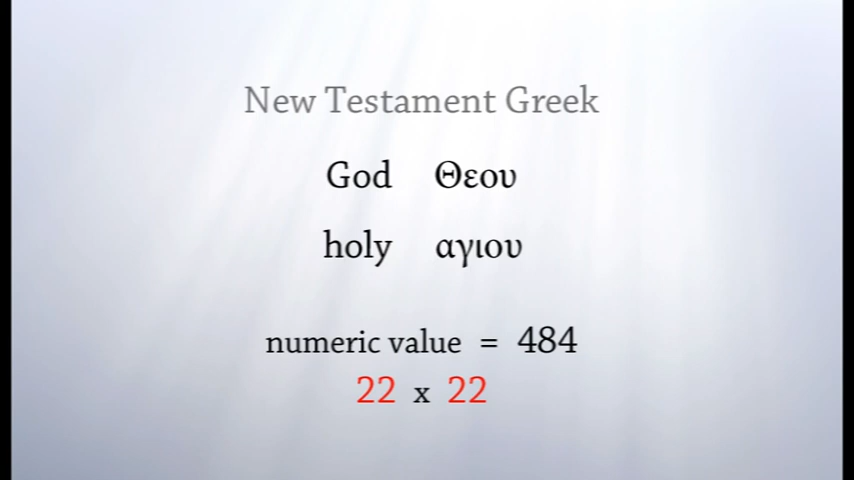 New Testament Greek
God Θεου
holy αγιου
numeric value = 484
22 x 22